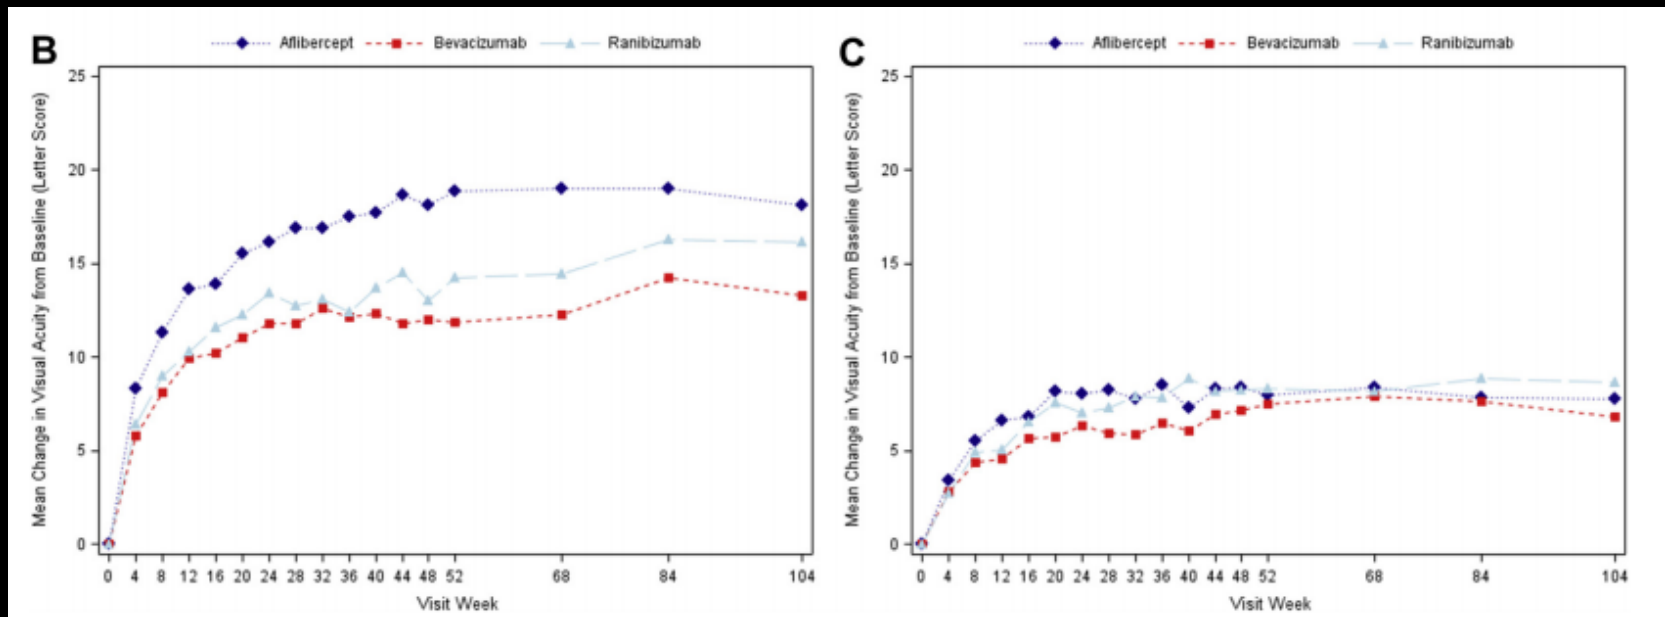 B
Aflibercept Bevacizumab Ranibizumab
Mean Change in Visual Acuity from Baseline (Letter Score)
25
20
15
10
5
0
0 4 8 12 16 20 24 28 32 36 40 44 48 52 68 84 104
Visit Week
C
Aflibercept Bevacizumab Ranibizumab
Mean Change in Visual Acuity from Baseline (Letter Score)
25
20
15
10
5
0
0 4 8 12 16 20 24 28 32 36 40 44 48 52 68 84 104
Visit Week